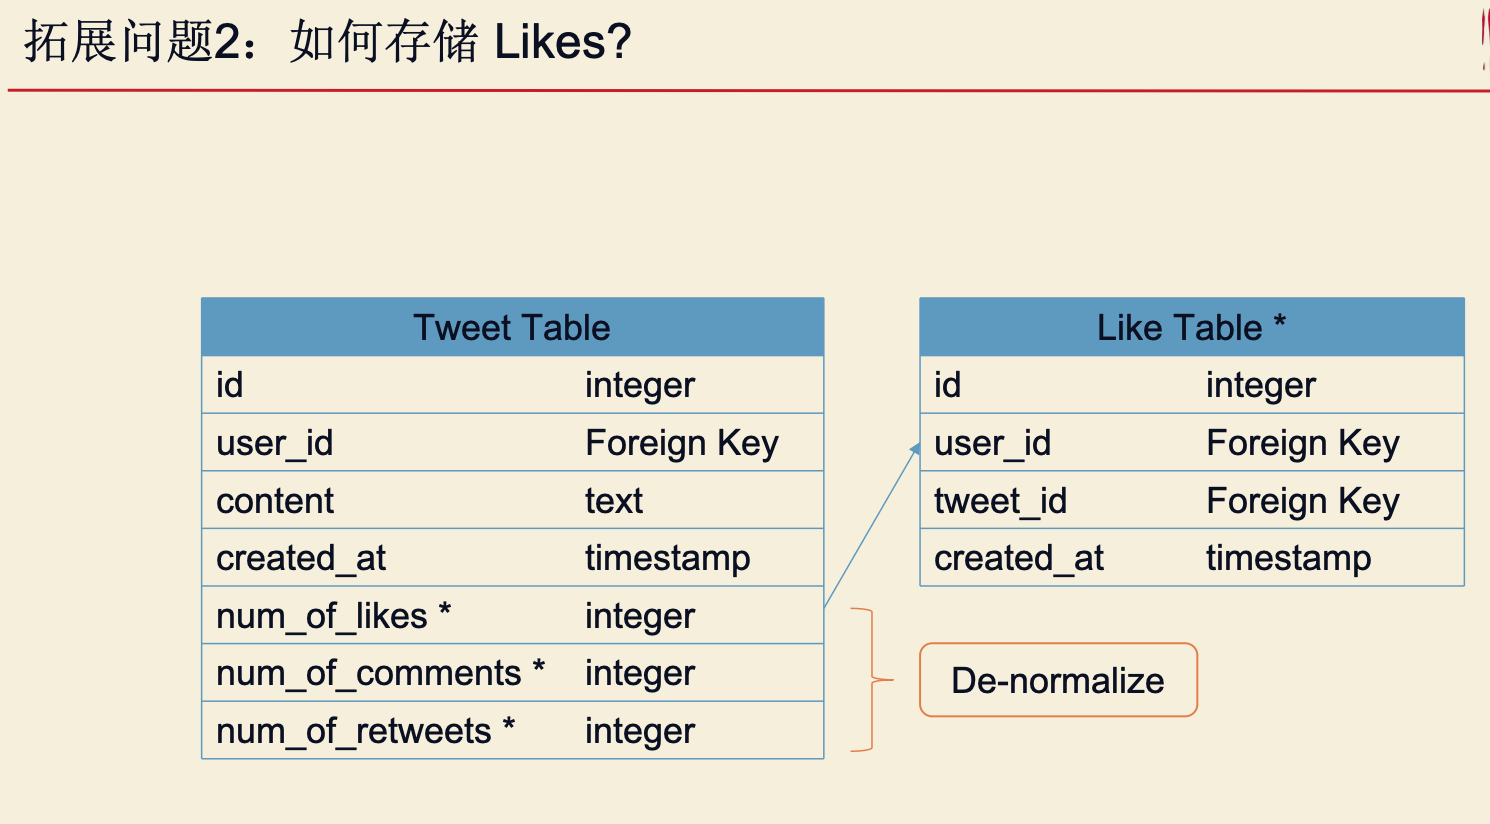 拓展问题2：如何存储 Likes?
Tweet Table
id integer
user_id Foreign Key
content text
created_at timestamp
num_of_likes * integer
num_of_comments * integer
num_of_retweets * integer
Like Table *
id integer
user_id Foreign Key
tweet_id Foreign Key
created_at timestamp
De-normalize